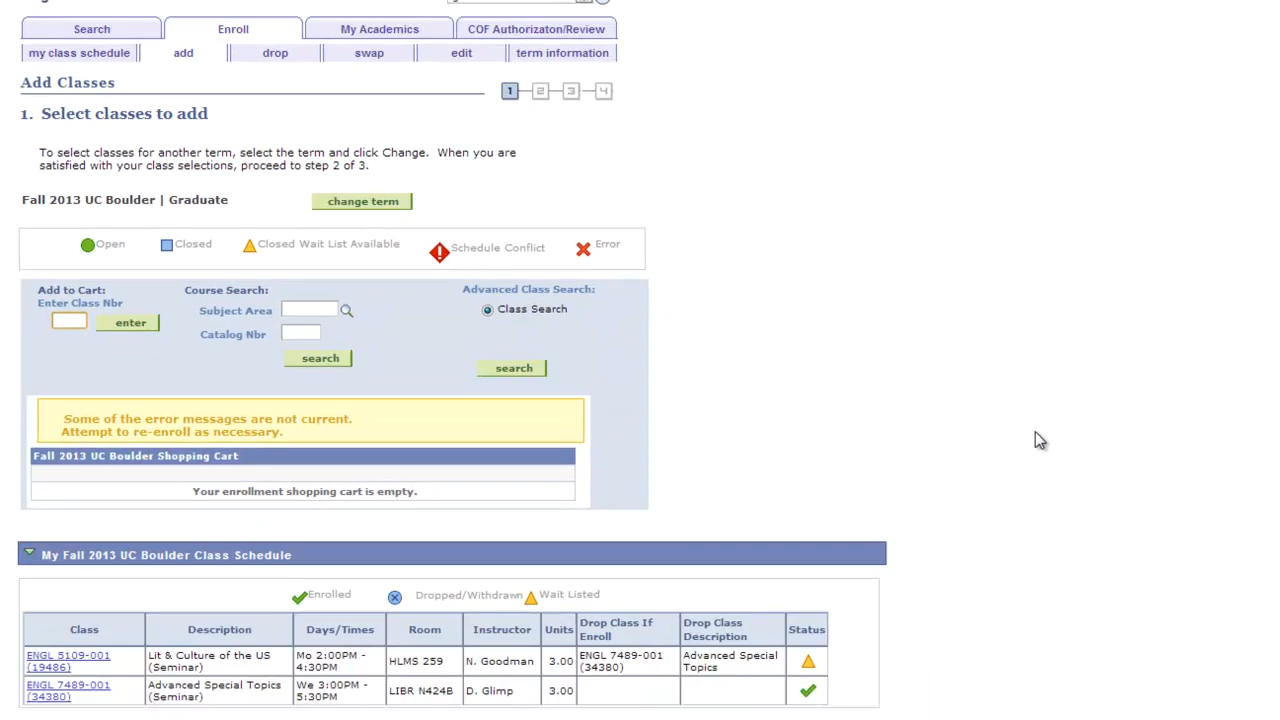 Search Enroll My Academics COF Authorizaton/Review
my class schedule add drop swap edit term information
Add Classes
1 2 3 4
1. Select classes to add
To select classes for another term, select the term and click Change. When you are
satisfied with your class selections, proceed to step 2 of 3.
Fall 2013 UC Boulder | Graduate change term
Open Closed Closed Wait List Available Schedule Conflict Error
Add to Cart: Course Search: Advanced Class Search:
Enter Class Nbr Subject Area Class Search
enter Catalog Nbr
search search
Some of the error messages are not current.
Attempt to re-enroll as necessary.
Fall 2013 UC Boulder Shopping Cart
Your enrollment shopping cart is empty.
My Fall 2013 UC Boulder Class Schedule
Enrolled Dropped/Withdrawn Wait Listed
Class Description Days/Times Room Instructor Units Drop Class If Enroll Drop Class Description Status
ENGL 5109-001 Lit & Culture of the US Mo 2:00PM - HLMS 259 N. Goodman 3.00 ENGL 7489-001 Advanced Special
(19486) (Seminar) 4:30PM (34380) Topics
ENGL 7489-001 Advanced Special Topics We 3:00PM - LIBR N424B D. Glimp 3.00
(34380) (Seminar) 5:30PM